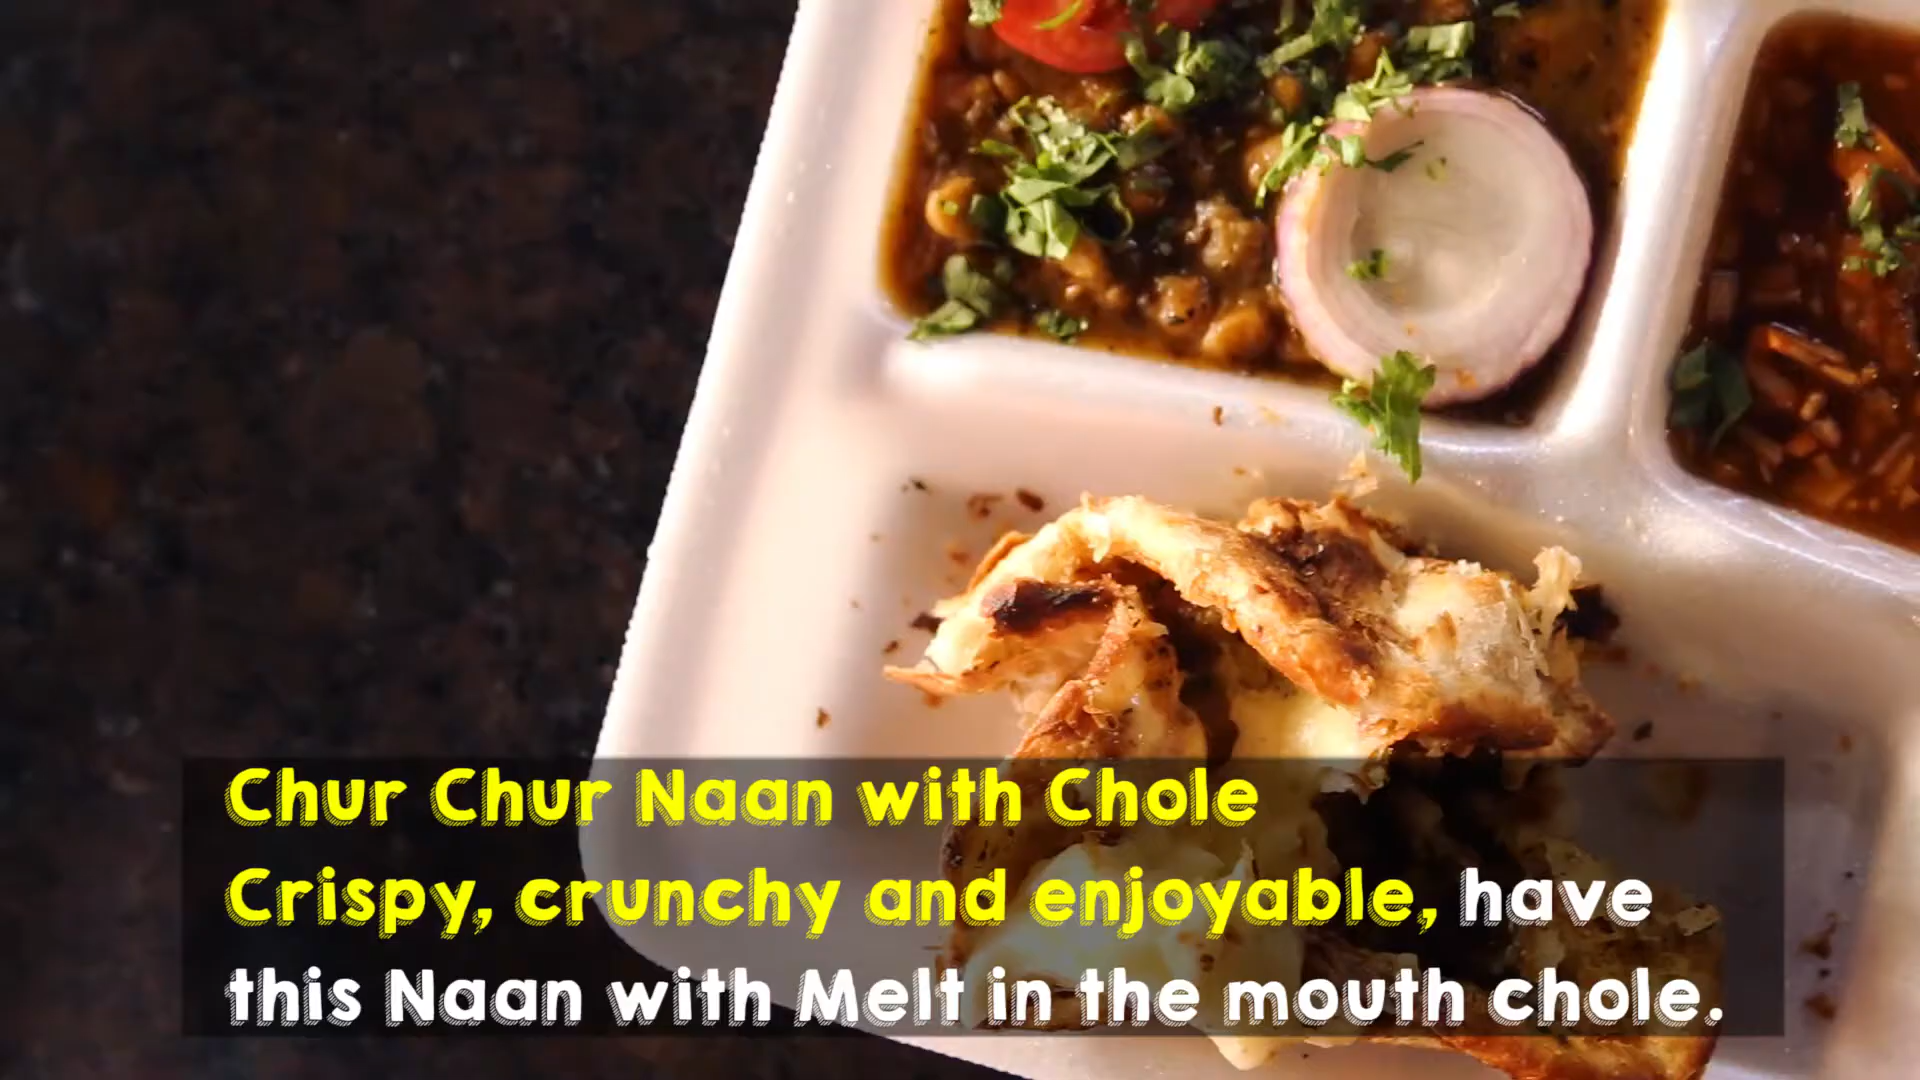 Chur Chur Naan with Chole
Crispy, crunchy and enjoyable, have
this Naan with Melt in the mouth chole.